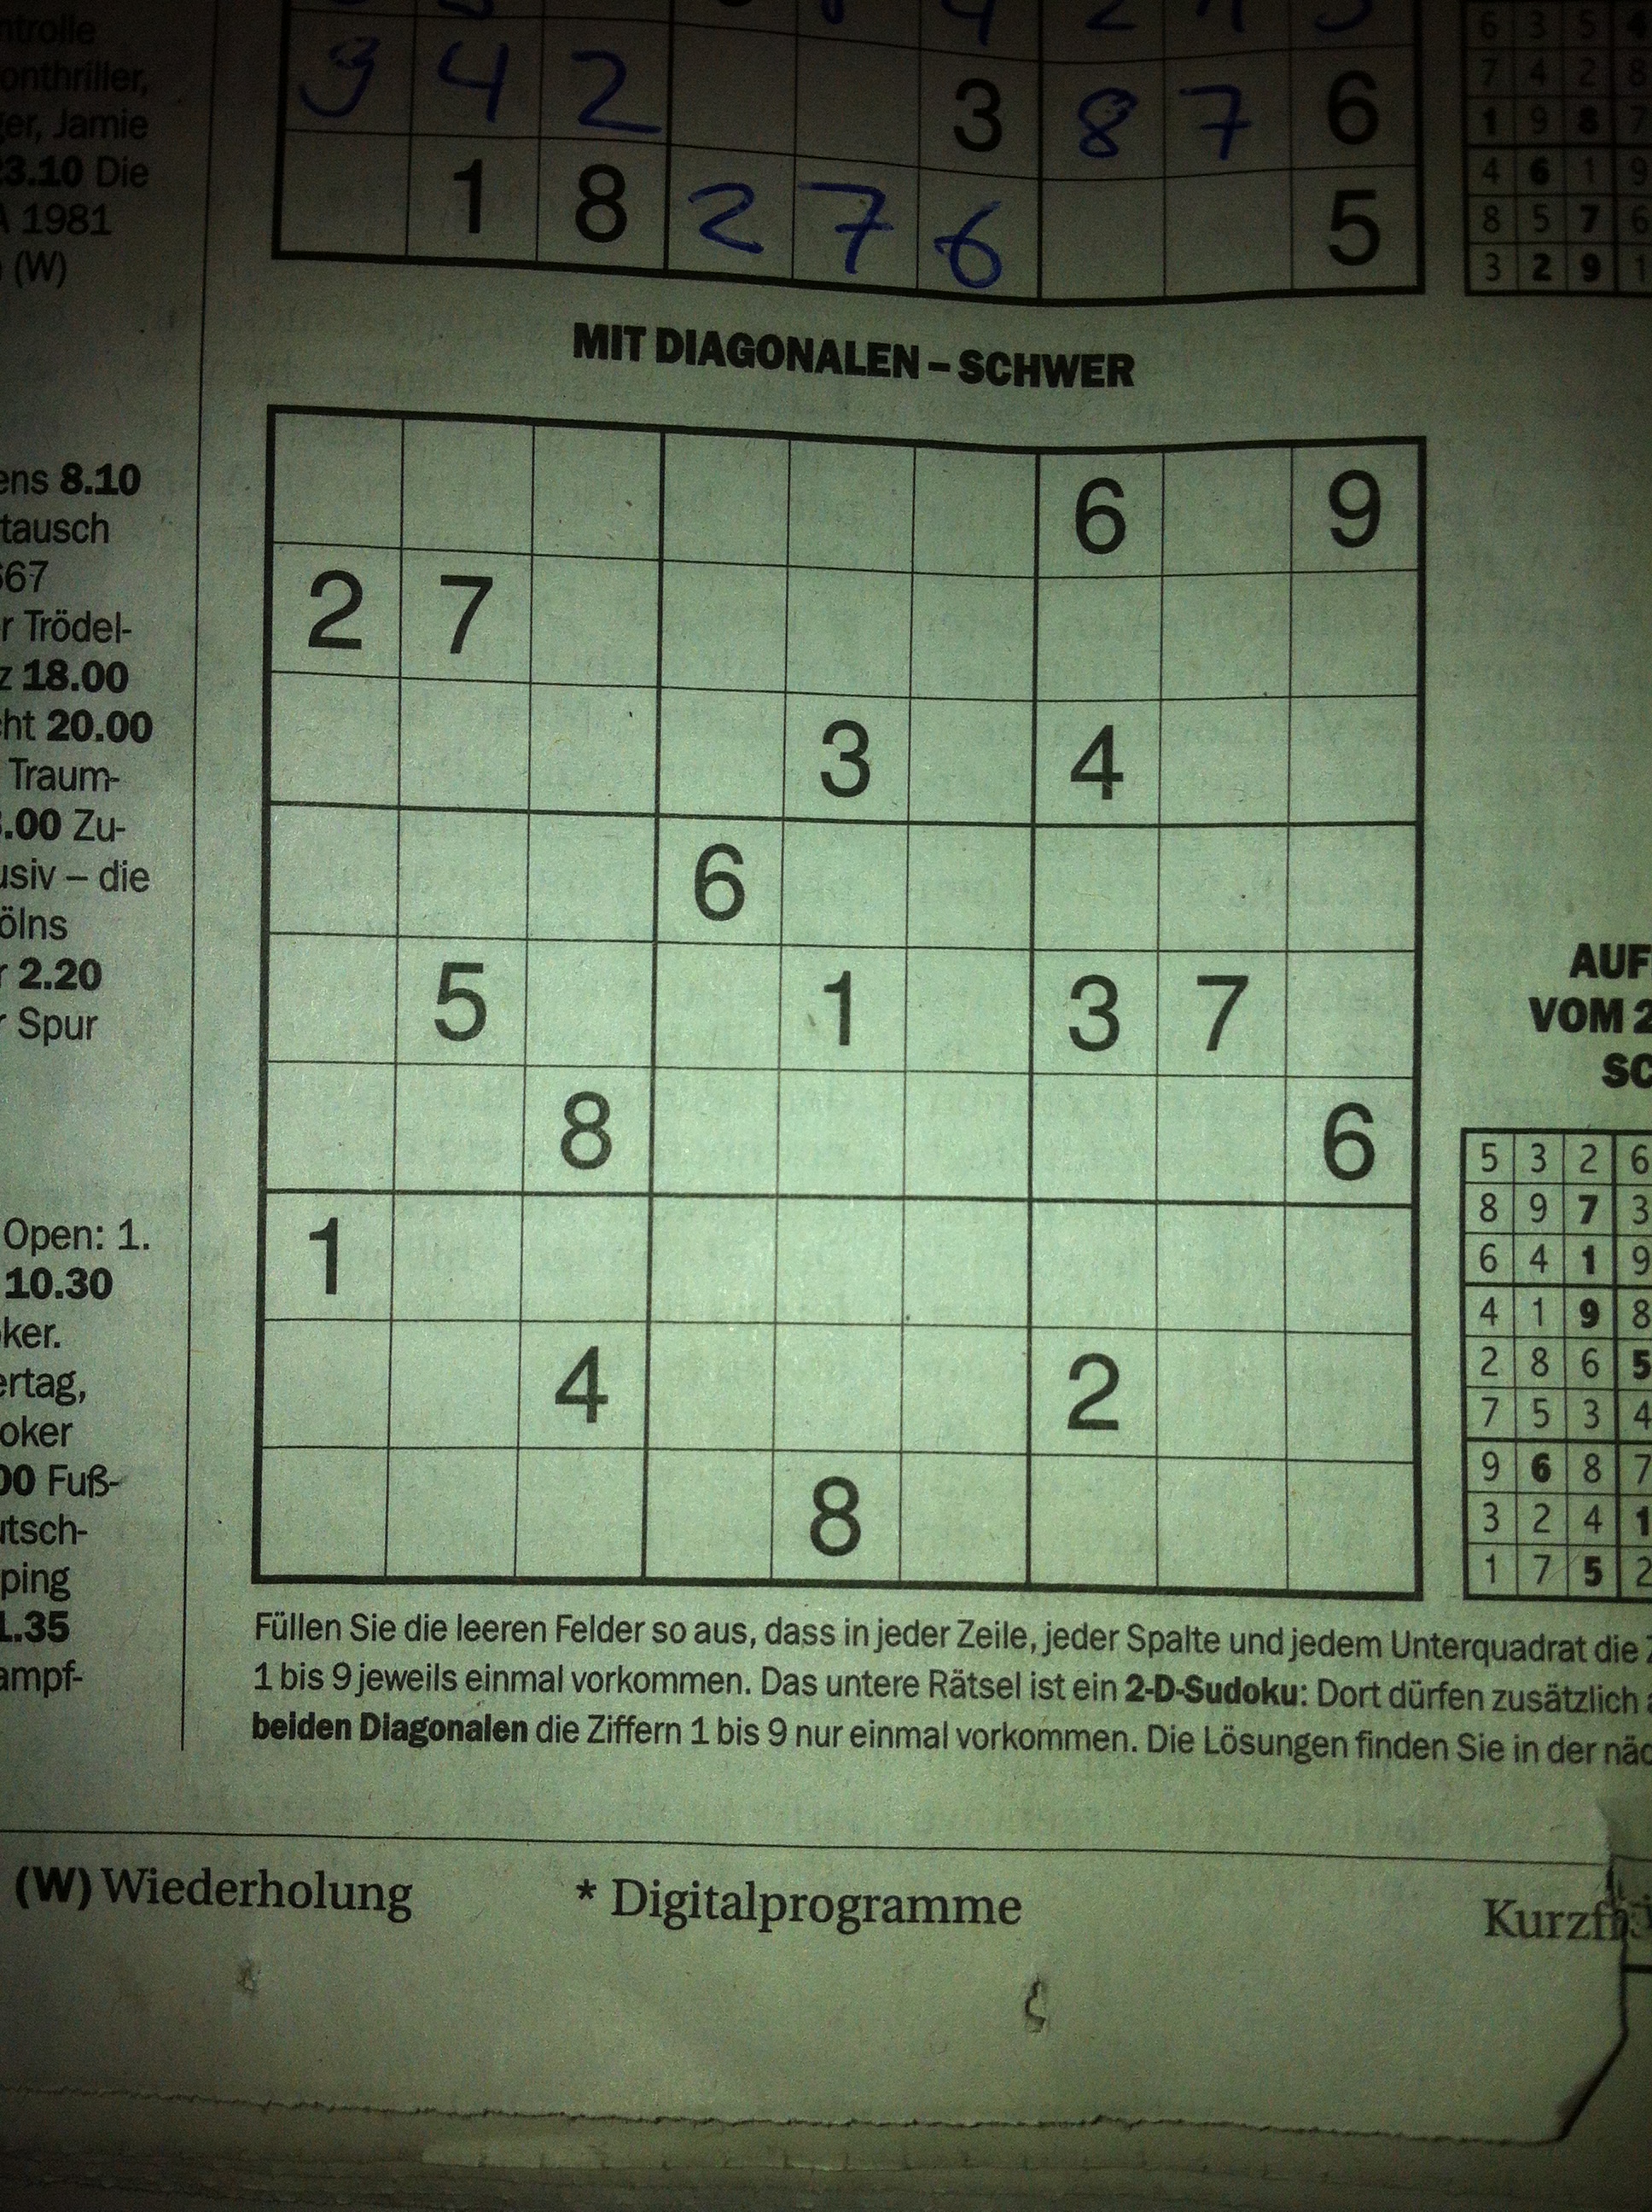 ntrolle
onthriller,
ger, Jamie
23.10 Die
A 1981
(W)
9 4 2 3 8 7 6
1 8 2 7 6 5
6 3 5 4
7 4 2 8
1 9 8 7
4 6 1 9
8 5 7 6
3 2 9 1
MIT DIAGONALEN – SCHWER
6 9
2 7
3 4
6
5 1 3 7
8 6
1
4 2
8
ens 8.10
tausch
667
r Trödel-
z 18.00
cht 20.00
Traum-
.00 Zu-
usiv – die
ölns
r 2.20
r Spur
Open: 1.
10.30
oker.
ertag,
oker
00 Fuß-
utsch-
ping
1.35
ampf-
AUF
VOM 2
SC
5 3 2 6
8 9 7 3
6 4 1 9
4 1 9 8
2 8 6 5
7 5 3 4
9 6 8 7
3 2 4 1
1 7 5 2
Füllen Sie die leeren Felder so aus, dass in jeder Zeile, jeder Spalte und jedem Unterquadrat die
1 bis 9 jeweils einmal vorkommen. Das untere Rätsel ist ein 2-D-Sudoku: Dort dürfen zusätzlich
beiden Diagonalen die Ziffern 1 bis 9 nur einmal vorkommen. Die Lösungen finden Sie in der näc
(W) Wiederholung
* Digitalprogramme
Kurzf